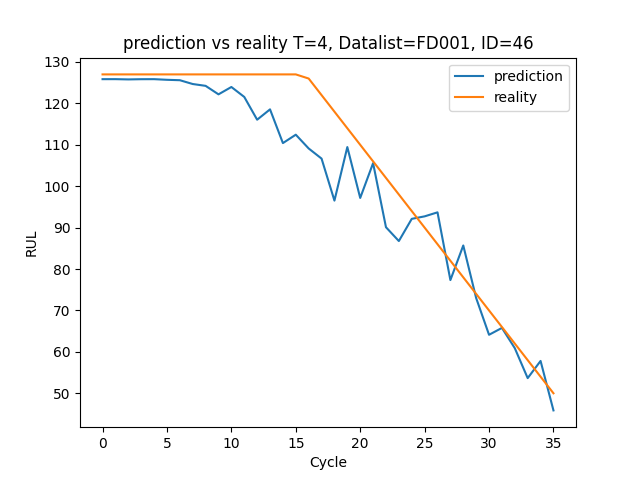 prediction vs reality T=4, Datalist=FD001, ID=46
prediction
reality
130
120
110
100
90
80
70
60
50
RUL
0 5 10 15 20 25 30 35
Cycle